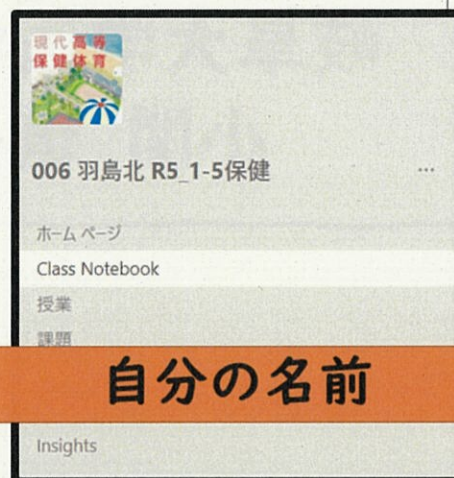 現代高等
保健体育
006 羽島北 R5_1-5保健
...
ホーム ページ
Class Notebook
授業
課題
自分の名前
Insights